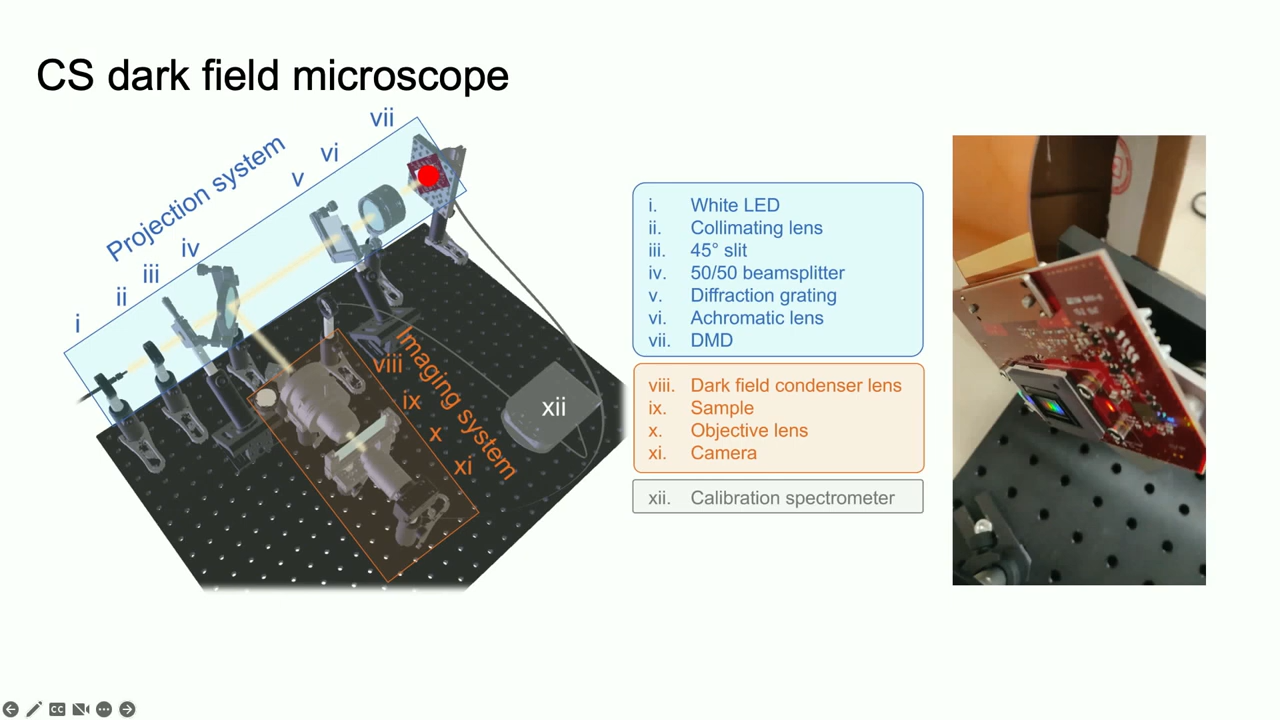 CS dark field microscope
Projection system
i
ii
iii
iv
v
vi
vii
Imaging system
viii
ix
x
xi
xii
i. White LED
ii. Collimating lens
iii. 45° slit
iv. 50/50 beamsplitter
v. Diffraction grating
vi. Achromatic lens
vii. DMD
viii. Dark field condenser lens
ix. Sample
x. Objective lens
xi. Camera
xii. Calibration spectrometer
CC